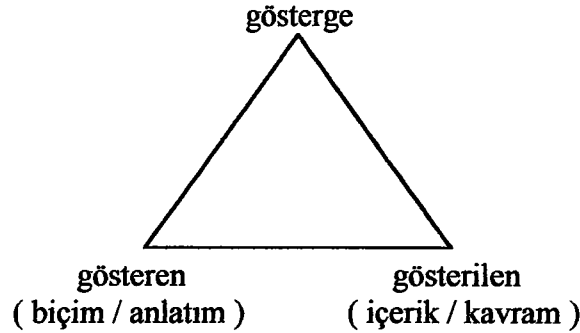 gösterge
gösteren gösterilen
( biçim / anlatım ) ( içerik / kavram )